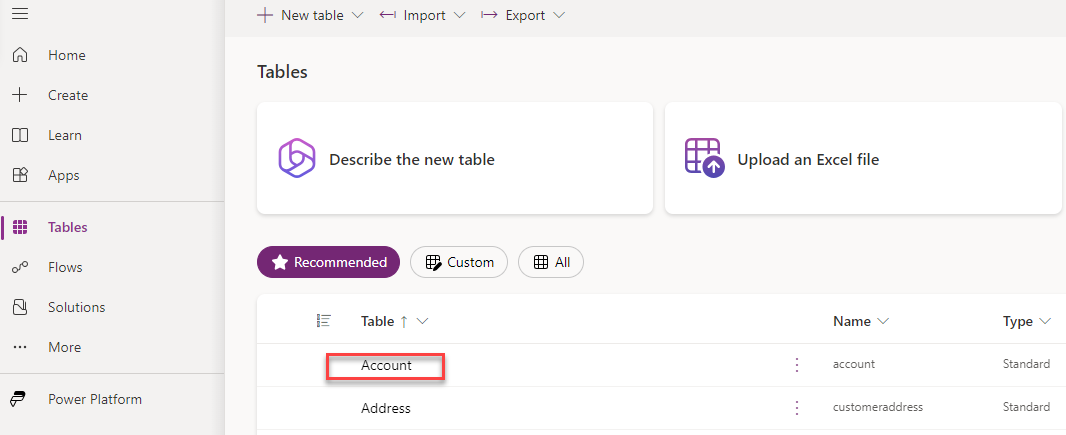 New table Import Export
Home
Create
Learn
Apps
Tables
Flows
Solutions
More
Power Platform
Tables
Describe the new table
Upload an Excel file
Recommended Custom All
Table Name Type
Account account Standard
Address customeraddress Standard